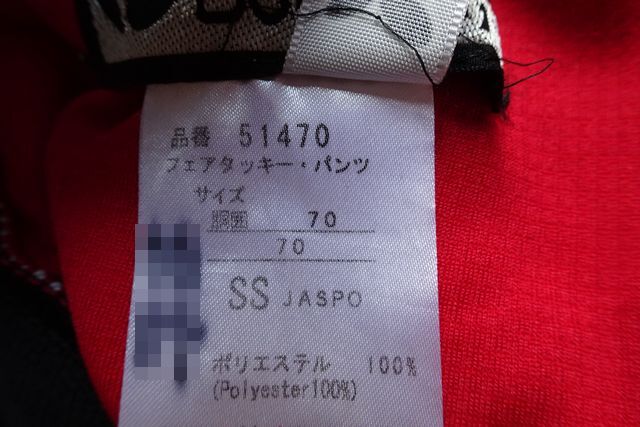 品番 51470
フェアタッキー・パンツ
サイズ
胴囲 70
70
SS JASPO
ポリエステル 100%
(Polyester100%)